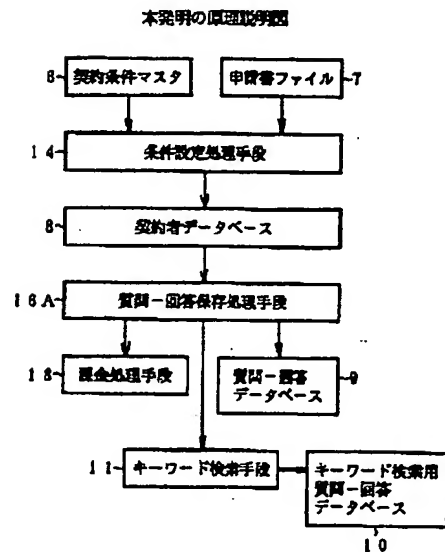 本発明の原理説明図
6 契約条件マスタ
申請書ファイル 7
14 条件設定処理手段
8 契約者データベース
16A 質問－回答保存処理手段
18 課金処理手段
質問－回答 9
データベース
11 キーワード検索手段
キーワード検索用
質問－回答
データベース
10